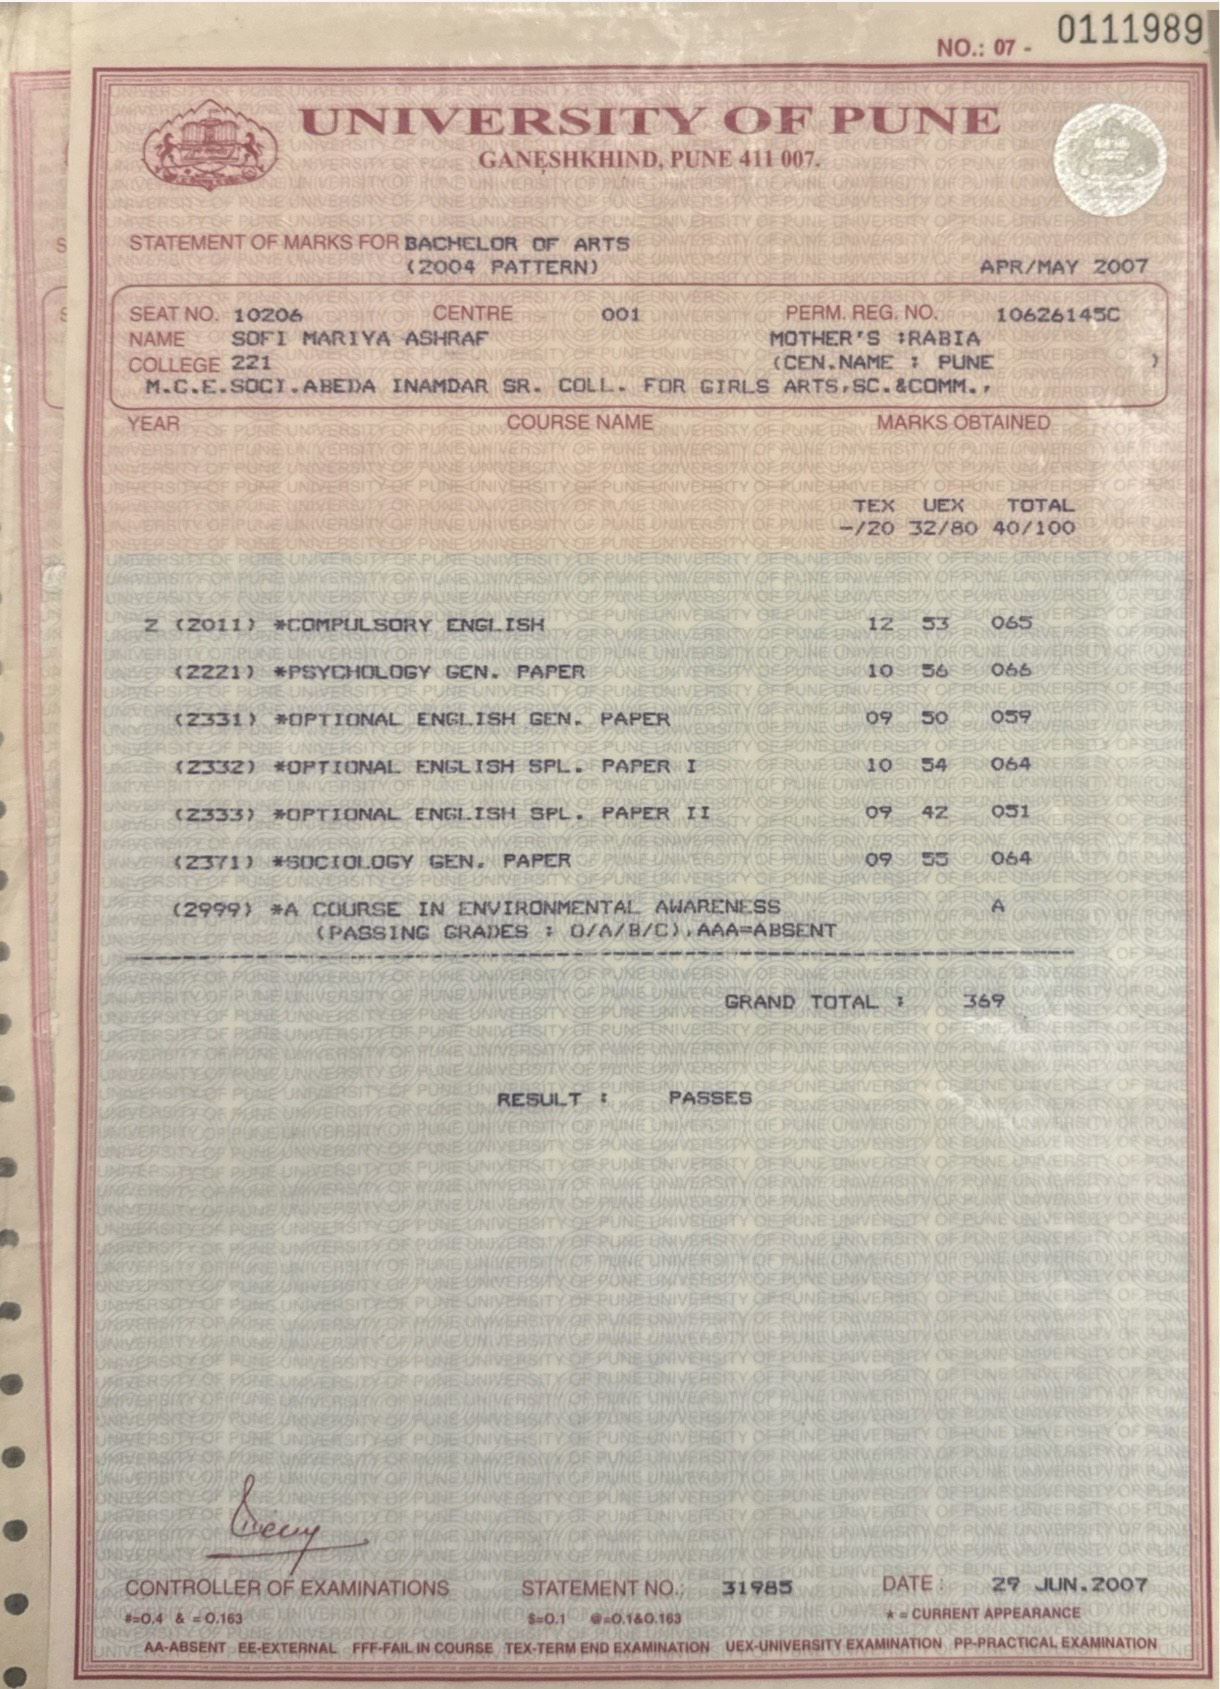 NO.: 07 - 0111989
UNIVERSITY OF PUNE
GANESHKHIND, PUNE 411 007.
STATEMENT OF MARKS FOR BACHELOR OF ARTS
(2004 PATTERN) APR/MAY 2007
SEAT NO. 10206 CENTRE 001 PERM. REG. NO. 10626145C
NAME SOFI MARIYA ASHRAF MOTHER'S :RABIA
COLLEGE 221 (CEN.NAME : PUNE )
M.C.E.SOCI.ABEDA INAMDAR SR. COLL. FOR GIRLS ARTS,SC.&COMM.,
YEAR COURSE NAME MARKS OBTAINED
TEX UEX TOTAL
-/20 32/80 40/100
2 (2011) *COMPULSORY ENGLISH 12 53 065
(2221) *PSYCHOLOGY GEN. PAPER 10 56 066
(2331) *OPTIONAL ENGLISH GEN. PAPER 09 50 059
(2332) *OPTIONAL ENGLISH SPL. PAPER I 10 54 064
(2333) *OPTIONAL ENGLISH SPL. PAPER II 09 42 051
(2371) *SOCIOLOGY GEN. PAPER 09 55 064
(2999) *A COURSE IN ENVIRONMENTAL AWARENESS A
(PASSING GRADES : O/A/B/C),AAA=ABSENT
GRAND TOTAL : 369
RESULT : PASSES
CONTROLLER OF EXAMINATIONS STATEMENT NO.: 31985 DATE : 29 JUN.2007
#=0.4 & =0.163 $=0.1 @=0.1&0.163 * = CURRENT APPEARANCE
AA-ABSENT EE-EXTERNAL FFF-FAIL IN COURSE TEX-TERM END EXAMINATION UEX-UNIVERSITY EXAMINATION PP-PRACTICAL EXAMINATION